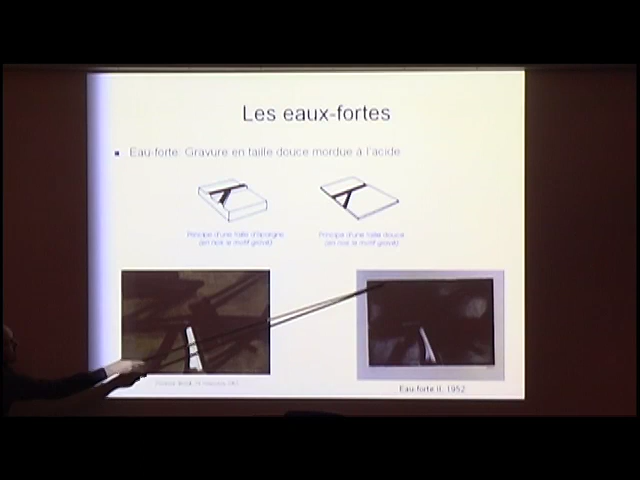 Les eaux-fortes
Eau-forte: Gravure en taille douce mordue à l'acide
Principe d'une taille d'épargne
(en noir le motif gravé)
Principe d'une taille douce
(en noir le motif gravé)
Eau-forte II, 1952